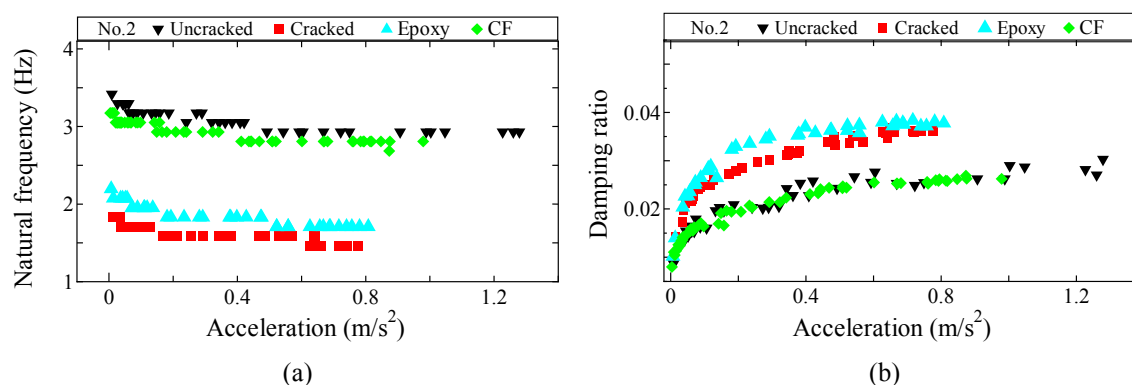 No.2 Uncracked Cracked Epoxy CF
Natural frequency (Hz)
4
3
2
1
0 0.4 0.8 1.2
Acceleration (m/s²)
(a)
No.2 Uncracked Cracked Epoxy CF
Damping ratio
0.04
0.02
0 0.4 0.8 1.2
Acceleration (m/s²)
(b)